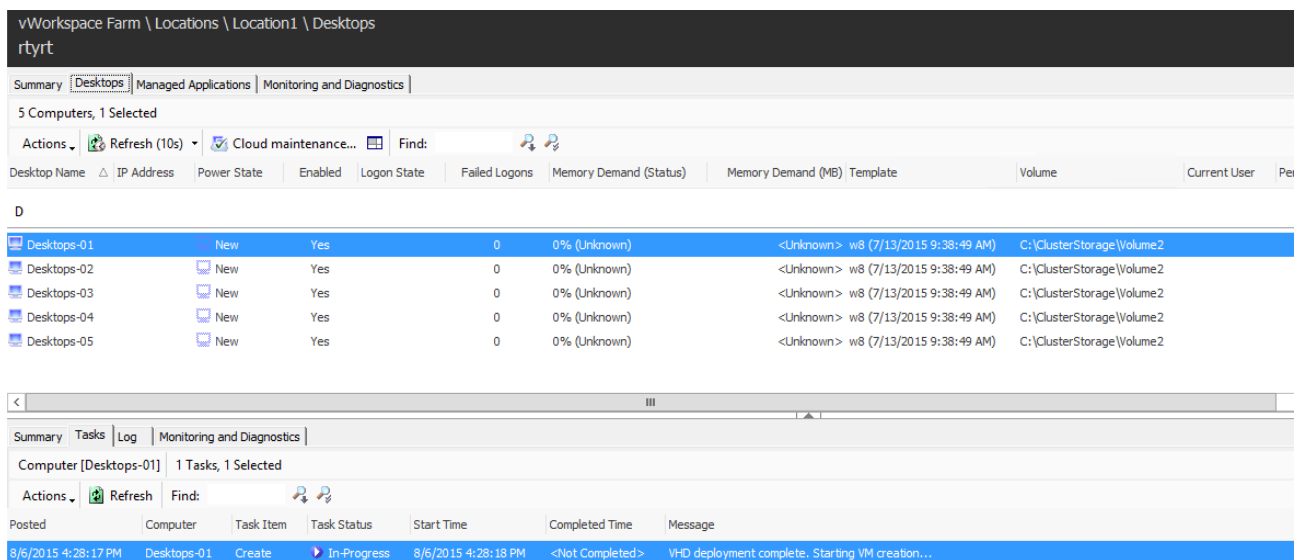 vWorkspace Farm \ Locations \ Location1 \ Desktops
rtyrt
Summary Desktops Managed Applications Monitoring and Diagnostics
5 Computers, 1 Selected
Actions Refresh (10s) Cloud maintenance... Find:
Desktop Name IP Address Power State Enabled Logon State Failed Logons Memory Demand (Status) Memory Demand (MB) Template Volume Current User Per
D
Desktops-01 New Yes 0 0% (Unknown) <Unknown> w8 (7/13/2015 9:38:49 AM) C:\ClusterStorage\Volume2
Desktops-02 New Yes 0 0% (Unknown) <Unknown> w8 (7/13/2015 9:38:49 AM) C:\ClusterStorage\Volume2
Desktops-03 New Yes 0 0% (Unknown) <Unknown> w8 (7/13/2015 9:38:49 AM) C:\ClusterStorage\Volume2
Desktops-04 New Yes 0 0% (Unknown) <Unknown> w8 (7/13/2015 9:38:49 AM) C:\ClusterStorage\Volume2
Desktops-05 New Yes 0 0% (Unknown) <Unknown> w8 (7/13/2015 9:38:49 AM) C:\ClusterStorage\Volume2
Summary Tasks Log Monitoring and Diagnostics
Computer [Desktops-01] 1 Tasks, 1 Selected
Actions Refresh Find:
Posted Computer Task Item Task Status Start Time Completed Time Message
8/6/2015 4:28:17 PM Desktops-01 Create In-Progress 8/6/2015 4:28:18 PM <Not Completed> VHD deployment complete. Starting VM creation...